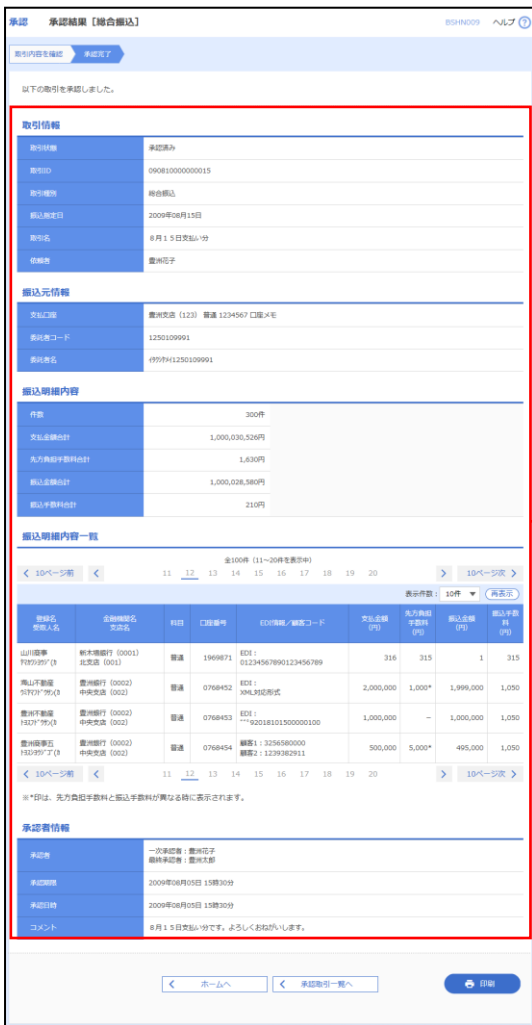 承認 承認結果［総合振込］ BSHN009 ヘルプ ?
取引内容を確認 承認完了
以下の取引を承認しました。
取引情報
取引状態 承認済み
取引ID 090810000000015
取引種別 総合振込
振込指定日 2009年08月15日
取引名 8月15日支払い分
依頼者 豊洲花子
振込元情報
支払口座 豊洲支店（123） 普通 1234567 口座メモ
委託者コード 1250109991
委託者名 ｲﾀｸｼﾔﾒｲ1250109991
振込明細内容
件数 300件
支払金額合計 1,000,030,526円
先方負担手数料合計 1,630円
振込金額合計 1,000,028,580円
振込手数料合計 210円
振込明細内容一覧
全100件（11～20件を表示中）
10ページ前 11 12 13 14 15 16 17 18 19 20 10ページ次
表示件数： 10件 再表示
登録名 受取人名 金融機関名 支店名 科目 口座番号 EDI情報／顧客コード 支払金額（円） 先方負担手数料（円） 振込金額（円） 振込手数料（円）
山川商事 新木場銀行（0001） 普通 1969871 EDI： 316 315 1 315
北支店（001） 01234567890123456789
豊洲銀行（0002） 普通 0768452 EDI： 2,000,000 1,000* 1,999,000 1,050
中央支店（002） XML対応形式
豊洲不動産 豊洲銀行（0002） 普通 0768453 EDI： 1,000,000 － 1,000,000 1,050
中央支店（002） ***92018101500000100
豊洲商事五 豊洲銀行（0002） 普通 0768454 顧客1：3256580000 500,000 5,000* 495,000 1,050
中央支店（002） 顧客2：1239382911
10ページ前 11 12 13 14 15 16 17 18 19 20 10ページ次
※*印は、先方負担手数料と振込手数料が異なる時に表示されます。
承認者情報
承認者 一次承認者：豊洲花子
最終承認者：豊洲太郎
承認期限 2009年08月05日 15時30分
承認日時 2009年08月05日 15時30分
コメント 8月15日支払い分です。よろしくおねがいします。
ホームへ 承認取引一覧へ 印刷